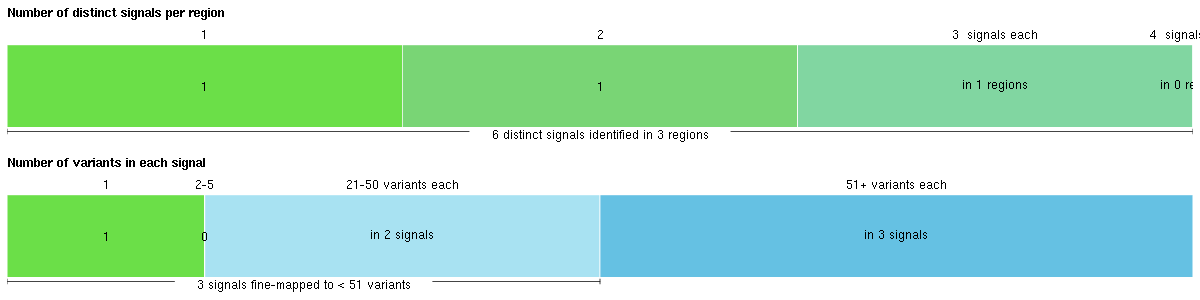 Number of distinct signals per region
1 2 3 signals each 4 signals
1 1 in 1 regions in 0 re
6 distinct signals identified in 3 regions
Number of variants in each signal
1 2-5 21-50 variants each 51+ variants each
1 0 in 2 signals in 3 signals
3 signals fine-mapped to < 51 variants